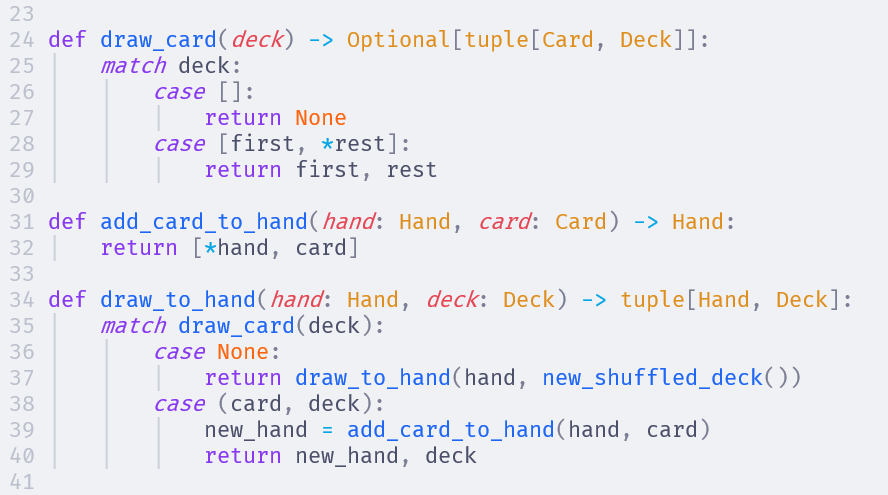 23
24 def draw_card(deck) -> Optional[tuple[Card, Deck]]:
25     match deck:
26         case []:
27             return None
28         case [first, *rest]:
29             return first, rest
30
31 def add_card_to_hand(hand: Hand, card: Card) -> Hand:
32     return [*hand, card]
33
34 def draw_to_hand(hand: Hand, deck: Deck) -> tuple[Hand, Deck]:
35     match draw_card(deck):
36         case None:
37             return draw_to_hand(hand, new_shuffled_deck())
38         case (card, deck):
39             new_hand = add_card_to_hand(hand, card)
40             return new_hand, deck
41